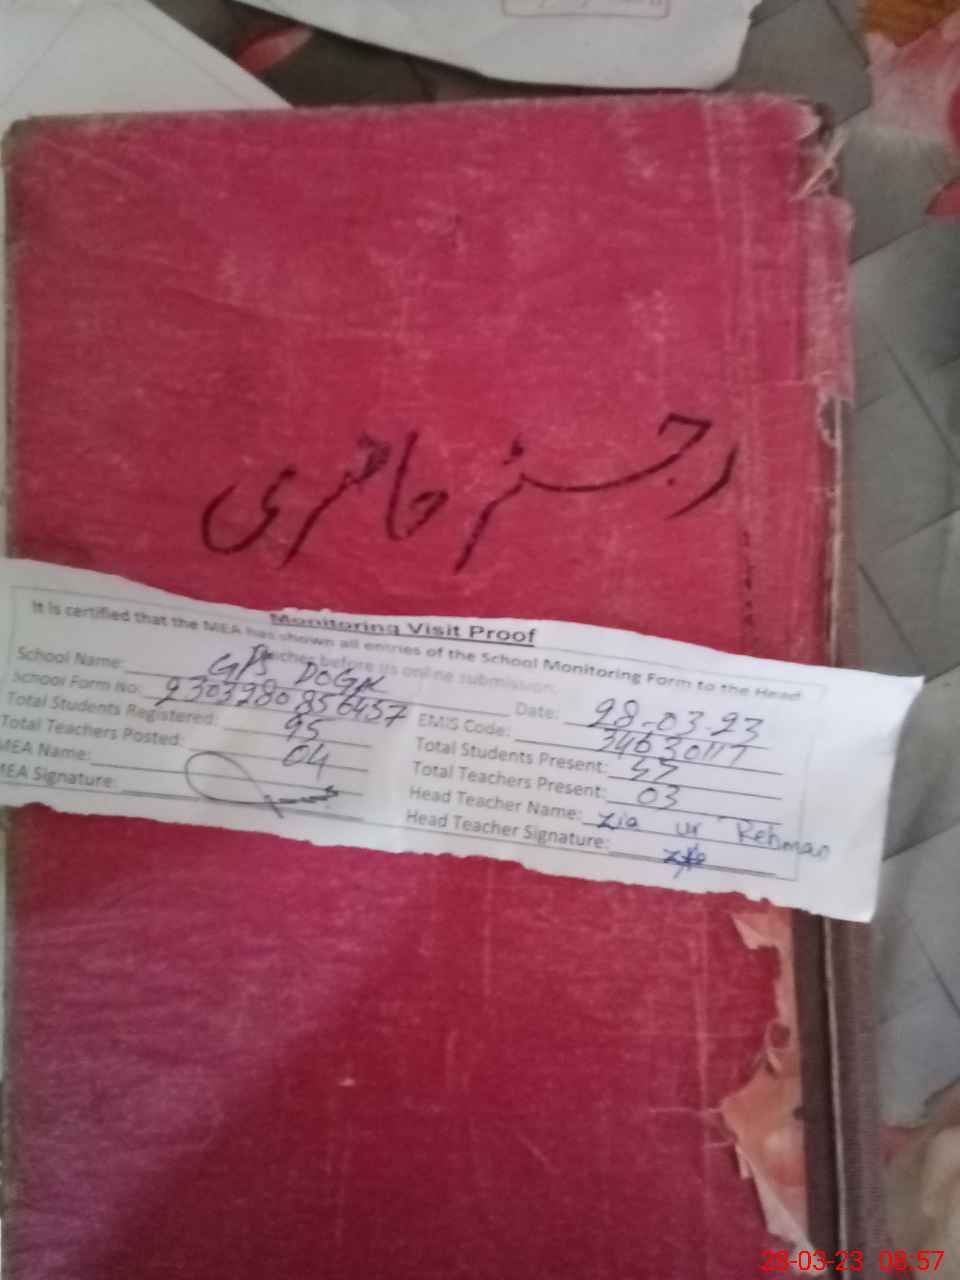 رجسٹر حاضری
Monitoring Visit Proof
It is certified that the MEA has shown all entries of the School Monitoring Form to the Head
Teacher before its online submission.
School Name: GPS DOGA
Date: 28-03-23
School Form No: 2303280856457
EMIS Code: 34630117
Total Students Registered: 95
Total Students Present: 57
Total Teachers Posted: 04
Total Teachers Present: 03
MEA Name:
Head Teacher Name: Zia ur Rehman
MEA Signature:
Head Teacher Signature:
28-03-23 08:57